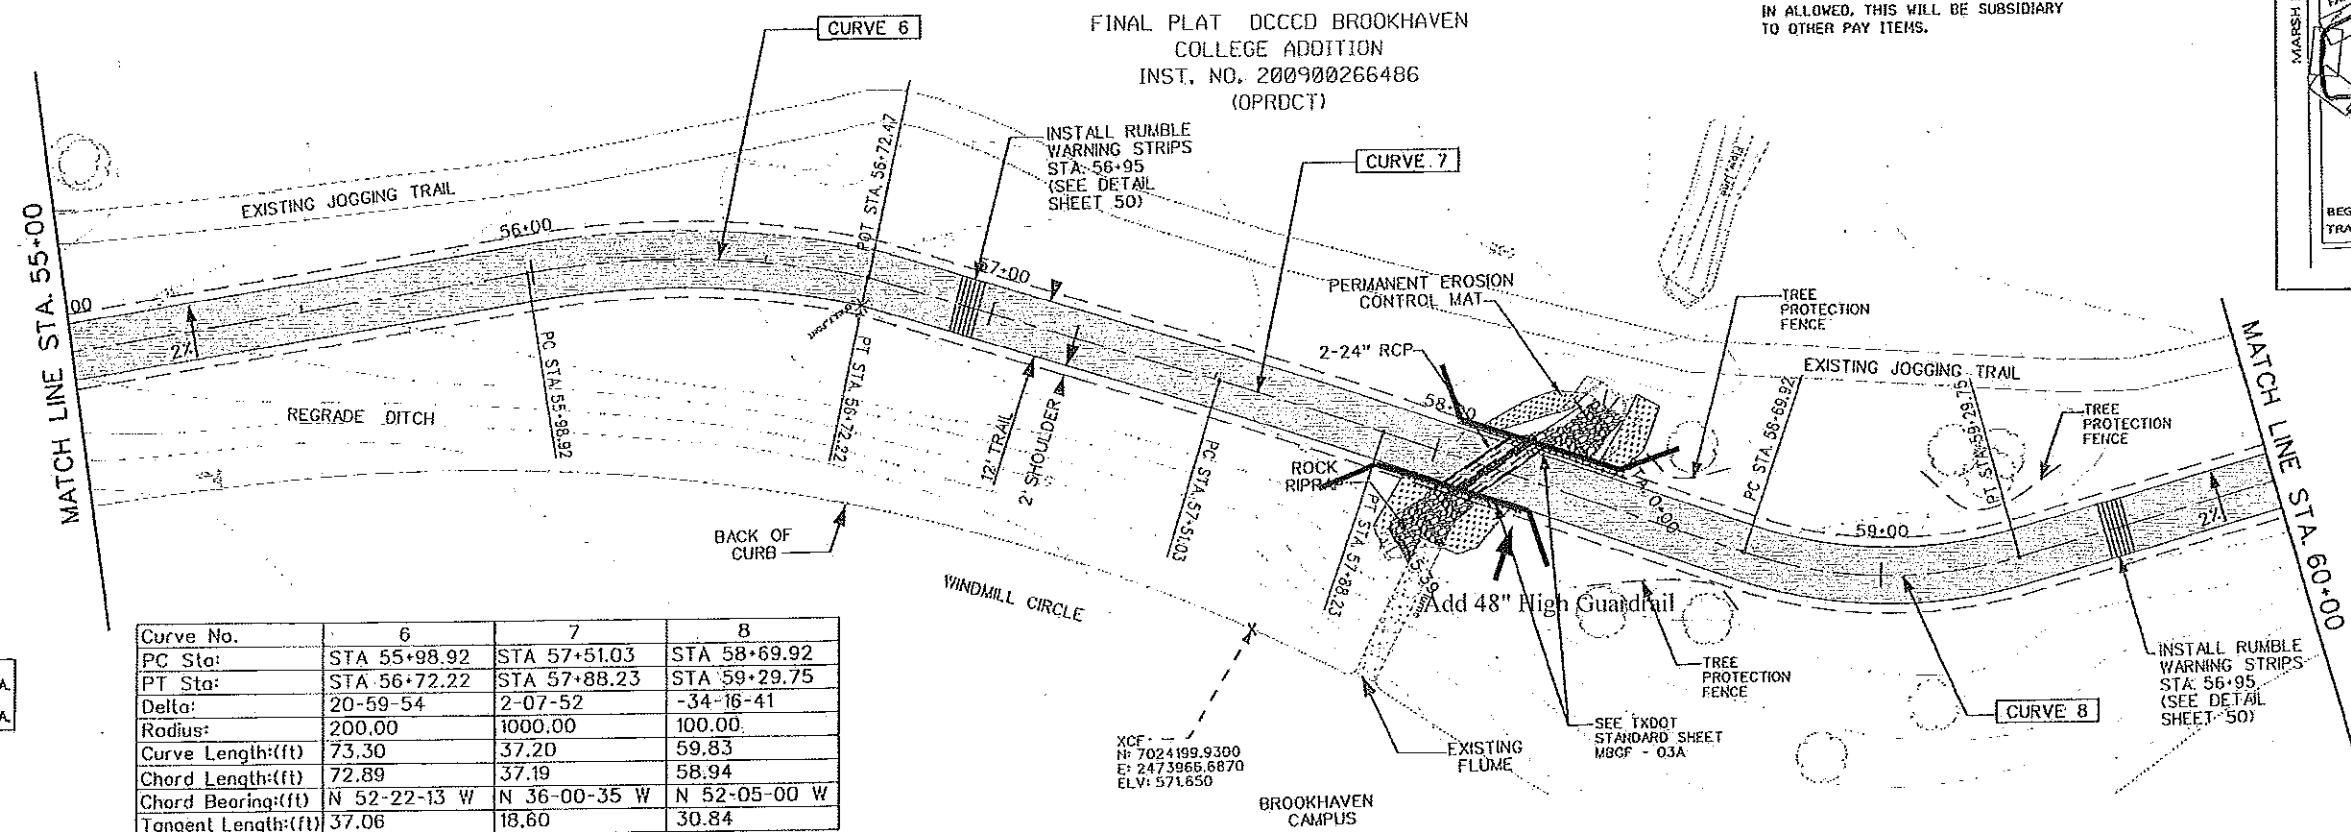 CURVE 6
FINAL PLAT DCCCD BROOKHAVEN
COLLEGE ADDITION
INST. NO. 200900266486
(OPRDCT)
IN ALLOWED, THIS WILL BE SUBSIDIARY
TO OTHER PAY ITEMS.
MARSH
BEG
TRA
MATCH LINE STA. 55+00
EXISTING JOGGING TRAIL
00
2%
56+00
PC STA. 55+98.92
REGRADE DITCH
POT STA. 56+72.47
PT STA. 56+72.22
INSTALL RUMBLE
WARNING STRIPS
STA. 56+95
(SEE DETAIL
SHEET 50)
57+00
CURVE 7
12' TRAIL
2' SHOULDER
PC STA. 57+51.03
BACK OF
CURB
WINDMILL CIRCLE
PERMANENT EROSION
CONTROL MAT
2-24" RCP
58+00
ROCK
RIPRAP
PT STA. 57+88.23
Flow Line
TREE
PROTECTION
FENCE
EXISTING JOGGING TRAIL
PC STA. 58+69.92
PT STA. 59+29.75
TREE
PROTECTION
FENCE
59+00
2%
MATCH LINE STA. 60+00
Add 48" High Guardrail
TREE
PROTECTION
FENCE
SEE TXDOT
STANDARD SHEET
MBGF - 03A
EXISTING
FLUME
CURVE 8
INSTALL RUMBLE
WARNING STRIPS
STA. 56+95
(SEE DETAIL
SHEET 50)
XCF
N: 7024199.9300
E: 2473966.6870
ELV: 571.650
BROOKHAVEN
CAMPUS
A.
A.
Curve No. 6 7 8
PC Sta: STA 55+98.92 STA 57+51.03 STA 58+69.92
PT Sta: STA 56+72.22 STA 57+88.23 STA 59+29.75
Delta: 20-59-54 2-07-52 -34-16-41
Radius: 200.00 1000.00 100.00
Curve Length:(ft) 73.30 37.20 59.83
Chord Length:(ft) 72.89 37.19 58.94
Chord Bearing:(ft) N 52-22-13 W N 36-00-35 W N 52-05-00 W
Tangent Length:(ft) 37.06 18.60 30.84